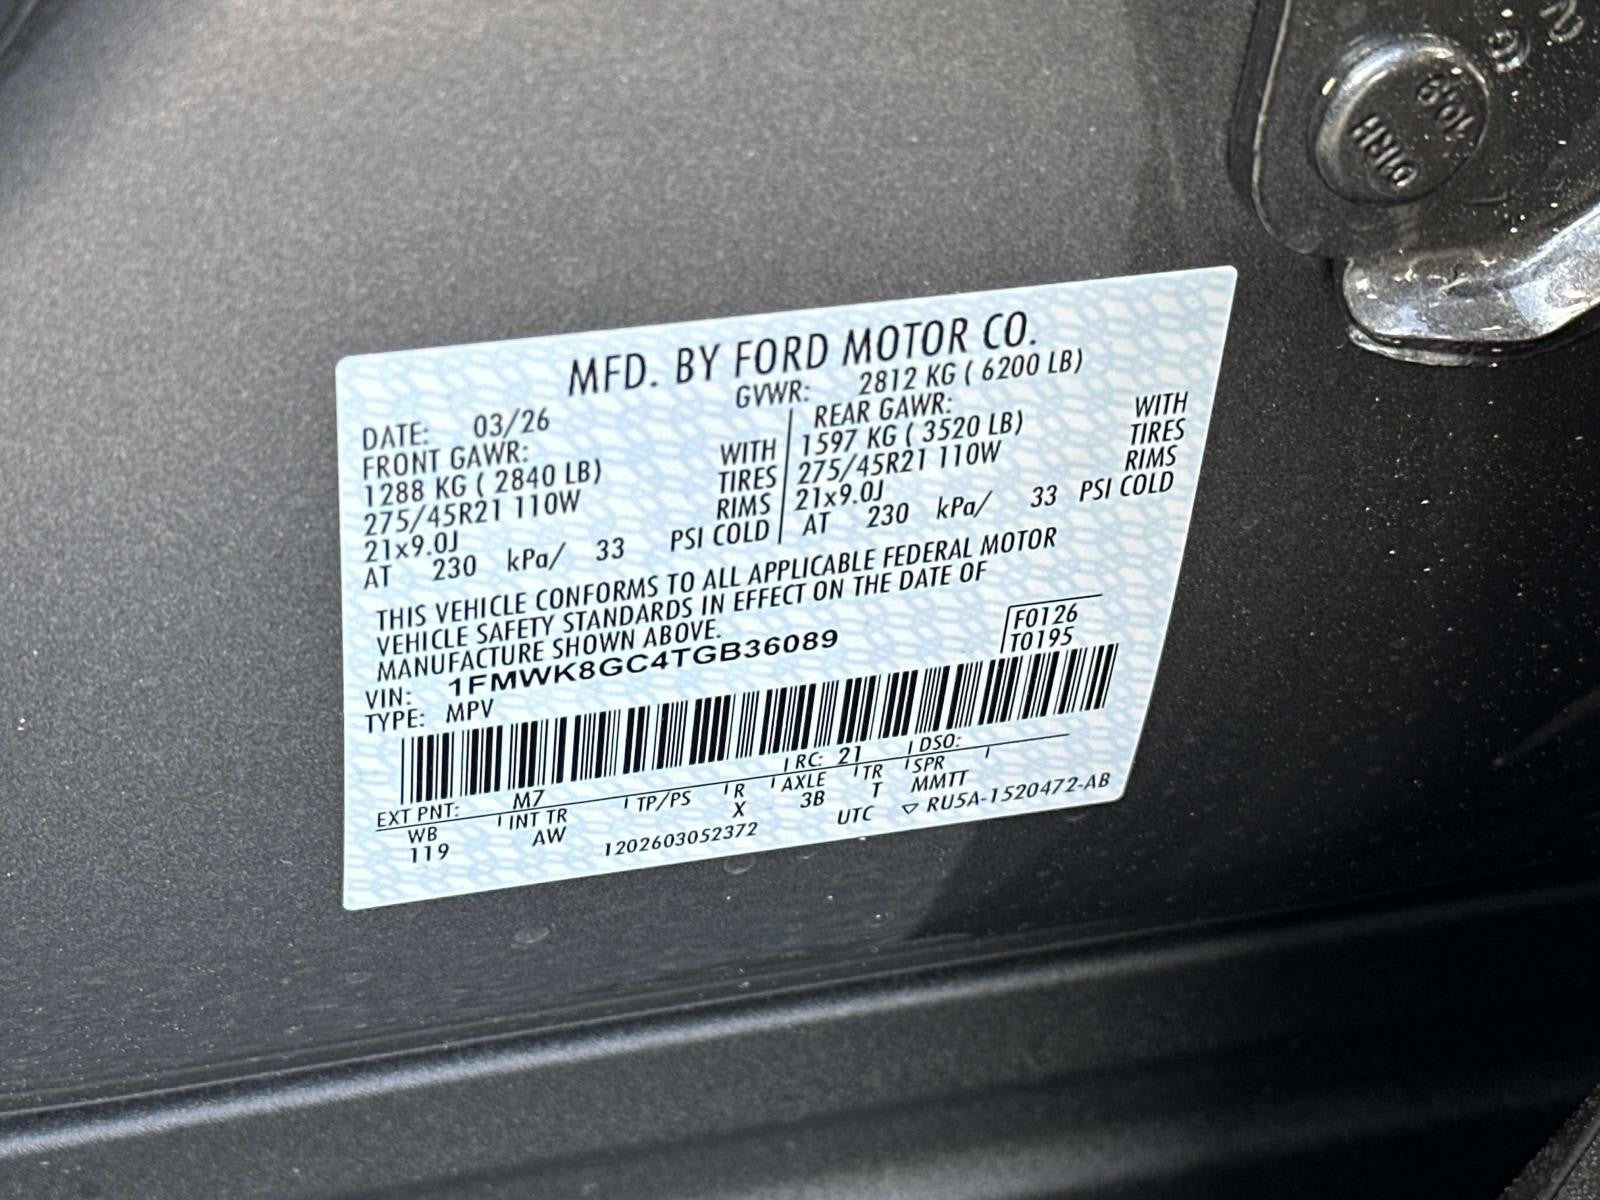 10.9
01RH
MFD. BY FORD MOTOR CO.
DATE: 03/26 GVWR: 2812 KG ( 6200 LB)
FRONT GAWR: REAR GAWR:
1288 KG ( 2840 LB) WITH 1597 KG ( 3520 LB) WITH
275/45R21 110W TIRES 275/45R21 110W TIRES
21x9.0J RIMS 21x9.0J RIMS
AT 230 kPa/ 33 PSI COLD AT 230 kPa/ 33 PSI COLD
THIS VEHICLE CONFORMS TO ALL APPLICABLE FEDERAL MOTOR
VEHICLE SAFETY STANDARDS IN EFFECT ON THE DATE OF
MANUFACTURE SHOWN ABOVE.
VIN: 1FMWK8GC4TGB36089 F0126
TYPE: MPV T0195
EXT PNT: M7 RC: 21 DSO:
WB INT TR TP/PS R AXLE TR SPR
119 AW X 3B T MMTT
1202603052372 UTC ▽ RU5A-1520472-AB